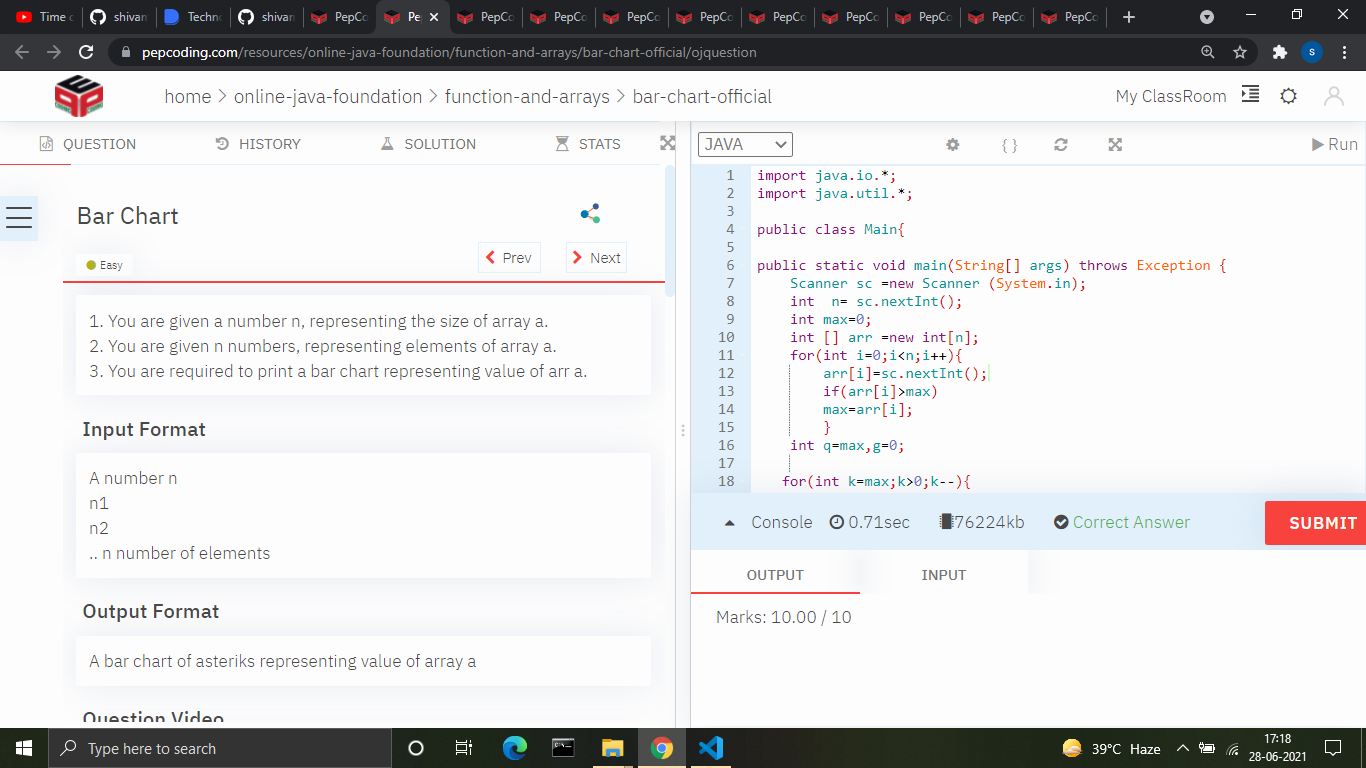 Time c
shivan
Techno
shivan
PepCo
Pe
PepCo
PepCo
PepCo
PepCo
PepCo
PepCo
PepCo
PepCo
PepCo
pepcoding.com/resources/online-java-foundation/function-and-arrays/bar-chart-official/ojquestion
S
home > online-java-foundation > function-and-arrays > bar-chart-official
My ClassRoom
QUESTION HISTORY SOLUTION STATS
Bar Chart
Easy
Prev Next
1. You are given a number n, representing the size of array a.
2. You are given n numbers, representing elements of array a.
3. You are required to print a bar chart representing value of arr a.
Input Format
A number n
n1
n2
.. n number of elements
Output Format
A bar chart of asteriks representing value of array a
Question Video
JAVA { } Run
1 import java.io.*;
2 import java.util.*;
3
4 public class Main{
5
6 public static void main(String[] args) throws Exception {
7 Scanner sc =new Scanner (System.in);
8 int  n= sc.nextInt();
9 int max=0;
10 int [] arr =new int[n];
11 for(int i=0;i<n;i++){
12 arr[i]=sc.nextInt();
13 if(arr[i]>max)
14 max=arr[i];
15 }
16 int q=max,g=0;
17
18 for(int k=max;k>0;k--){
Console 0.71sec 76224kb Correct Answer SUBMIT
OUTPUT INPUT
Marks: 10.00 / 10
Type here to search
39°C Haze
17:18
28-06-2021